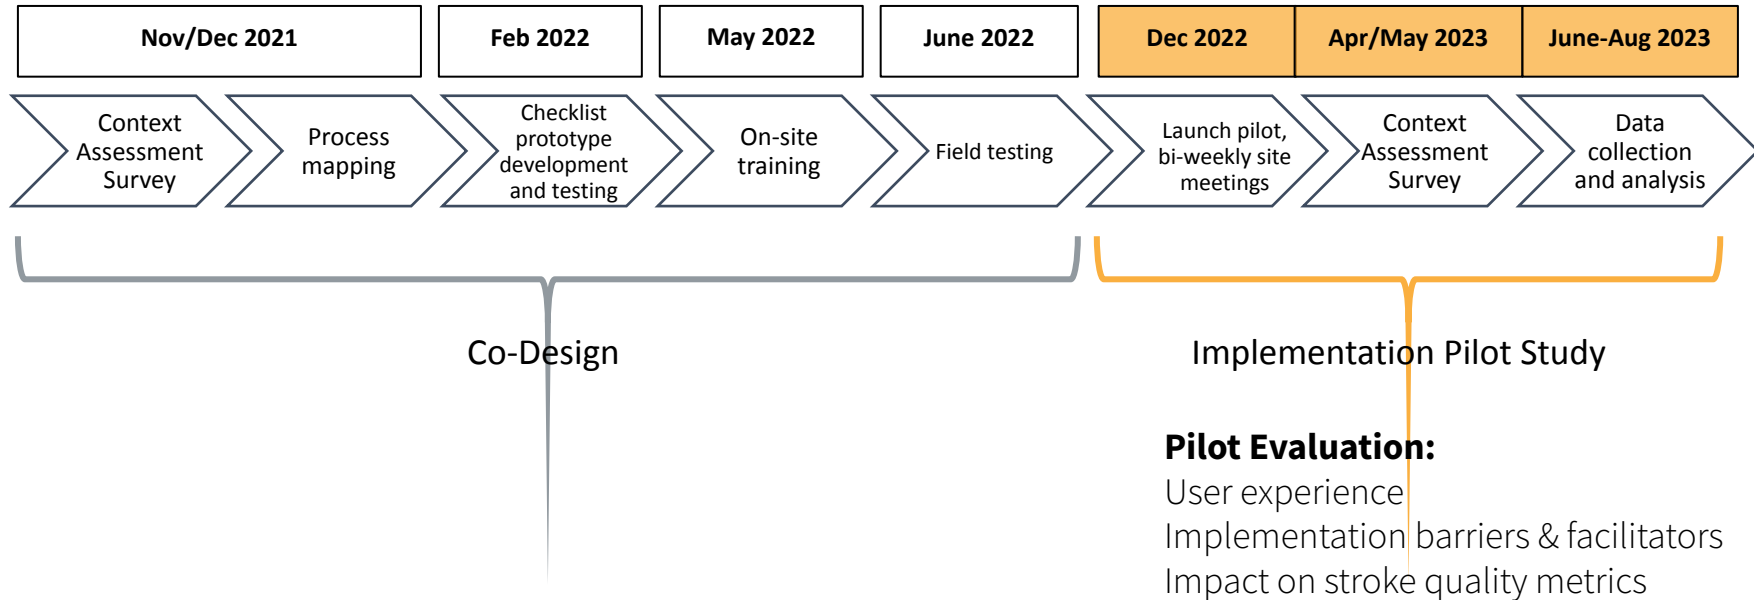 Nov/Dec 2021
Feb 2022
May 2022
June 2022
Dec 2022
Apr/May 2023
June-Aug 2023
Context
Assessment
Survey
Process
mapping
Checklist
prototype
development
and testing
On-site
training
Field testing
Launch pilot,
bi-weekly site
meetings
Context
Assessment
Survey
Data
collection
and analysis
Co-Design
Implementation Pilot Study
Pilot Evaluation:
User experience
Implementation barriers & facilitators
Impact on stroke quality metrics